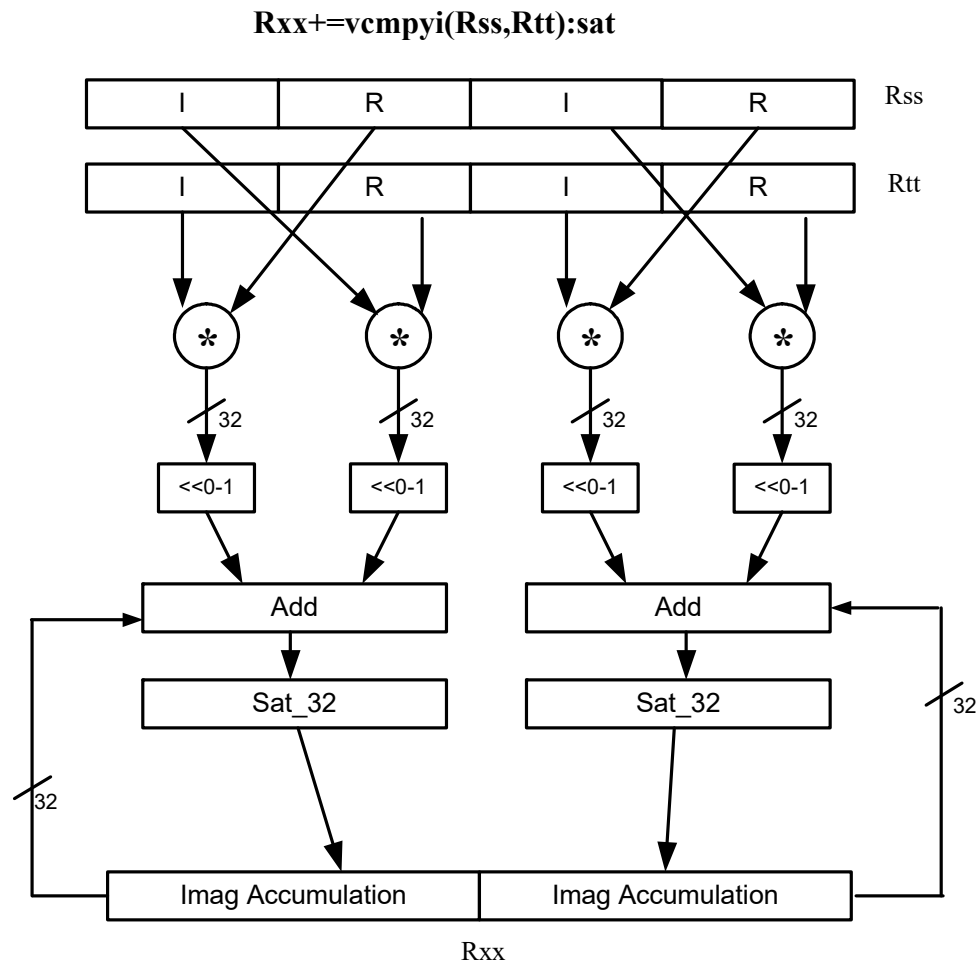 Rxx+=vcmpyi(Rss,Rtt):sat
I R I R Rss
I R I R Rtt
* * * *
32 32 32 32
<<0-1 <<0-1 <<0-1 <<0-1
Add Add
Sat_32 Sat_32
32
32
Imag Accumulation Imag Accumulation
Rxx